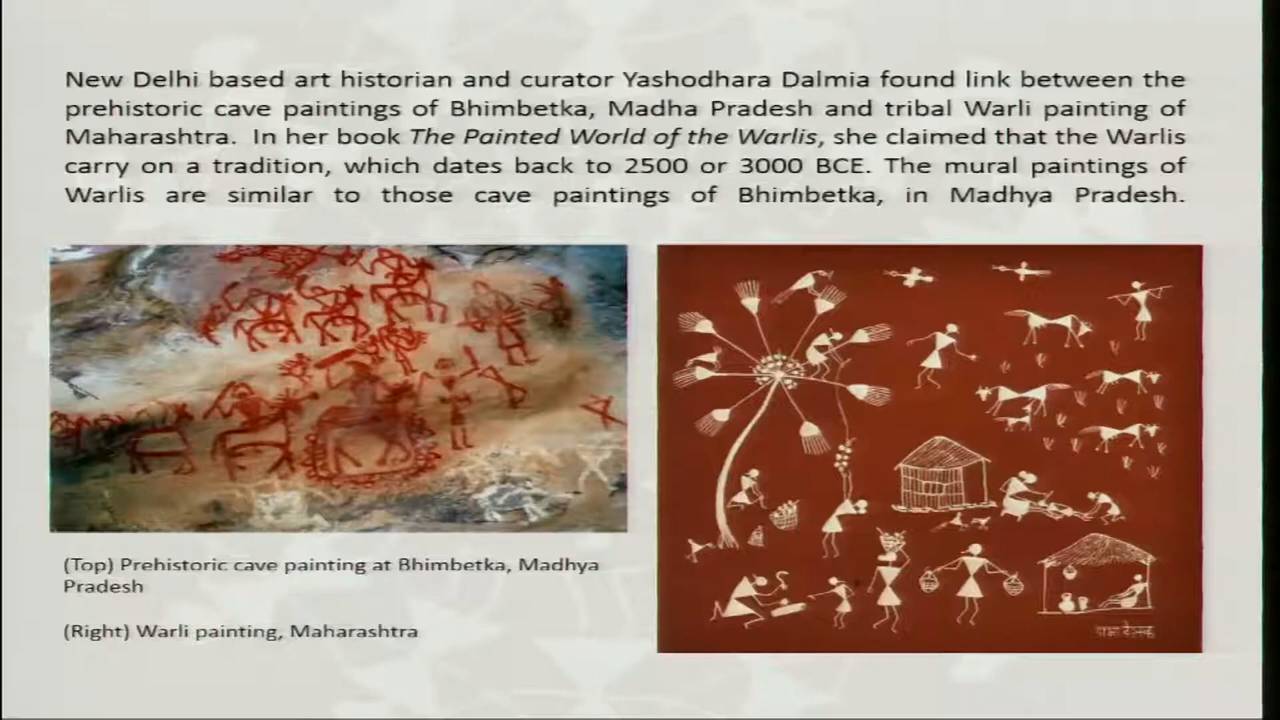 New Delhi based art historian and curator Yashodhara Dalmia found link between the
prehistoric cave paintings of Bhimbetka, Madha Pradesh and tribal Warli painting of
Maharashtra. In her book The Painted World of the Warlis, she claimed that the Warlis
carry on a tradition, which dates back to 2500 or 3000 BCE. The mural paintings of
Warlis are similar to those cave paintings of Bhimbetka, in Madhya Pradesh.
(Top) Prehistoric cave painting at Bhimbetka, Madhya
Pradesh
(Right) Warli painting, Maharashtra